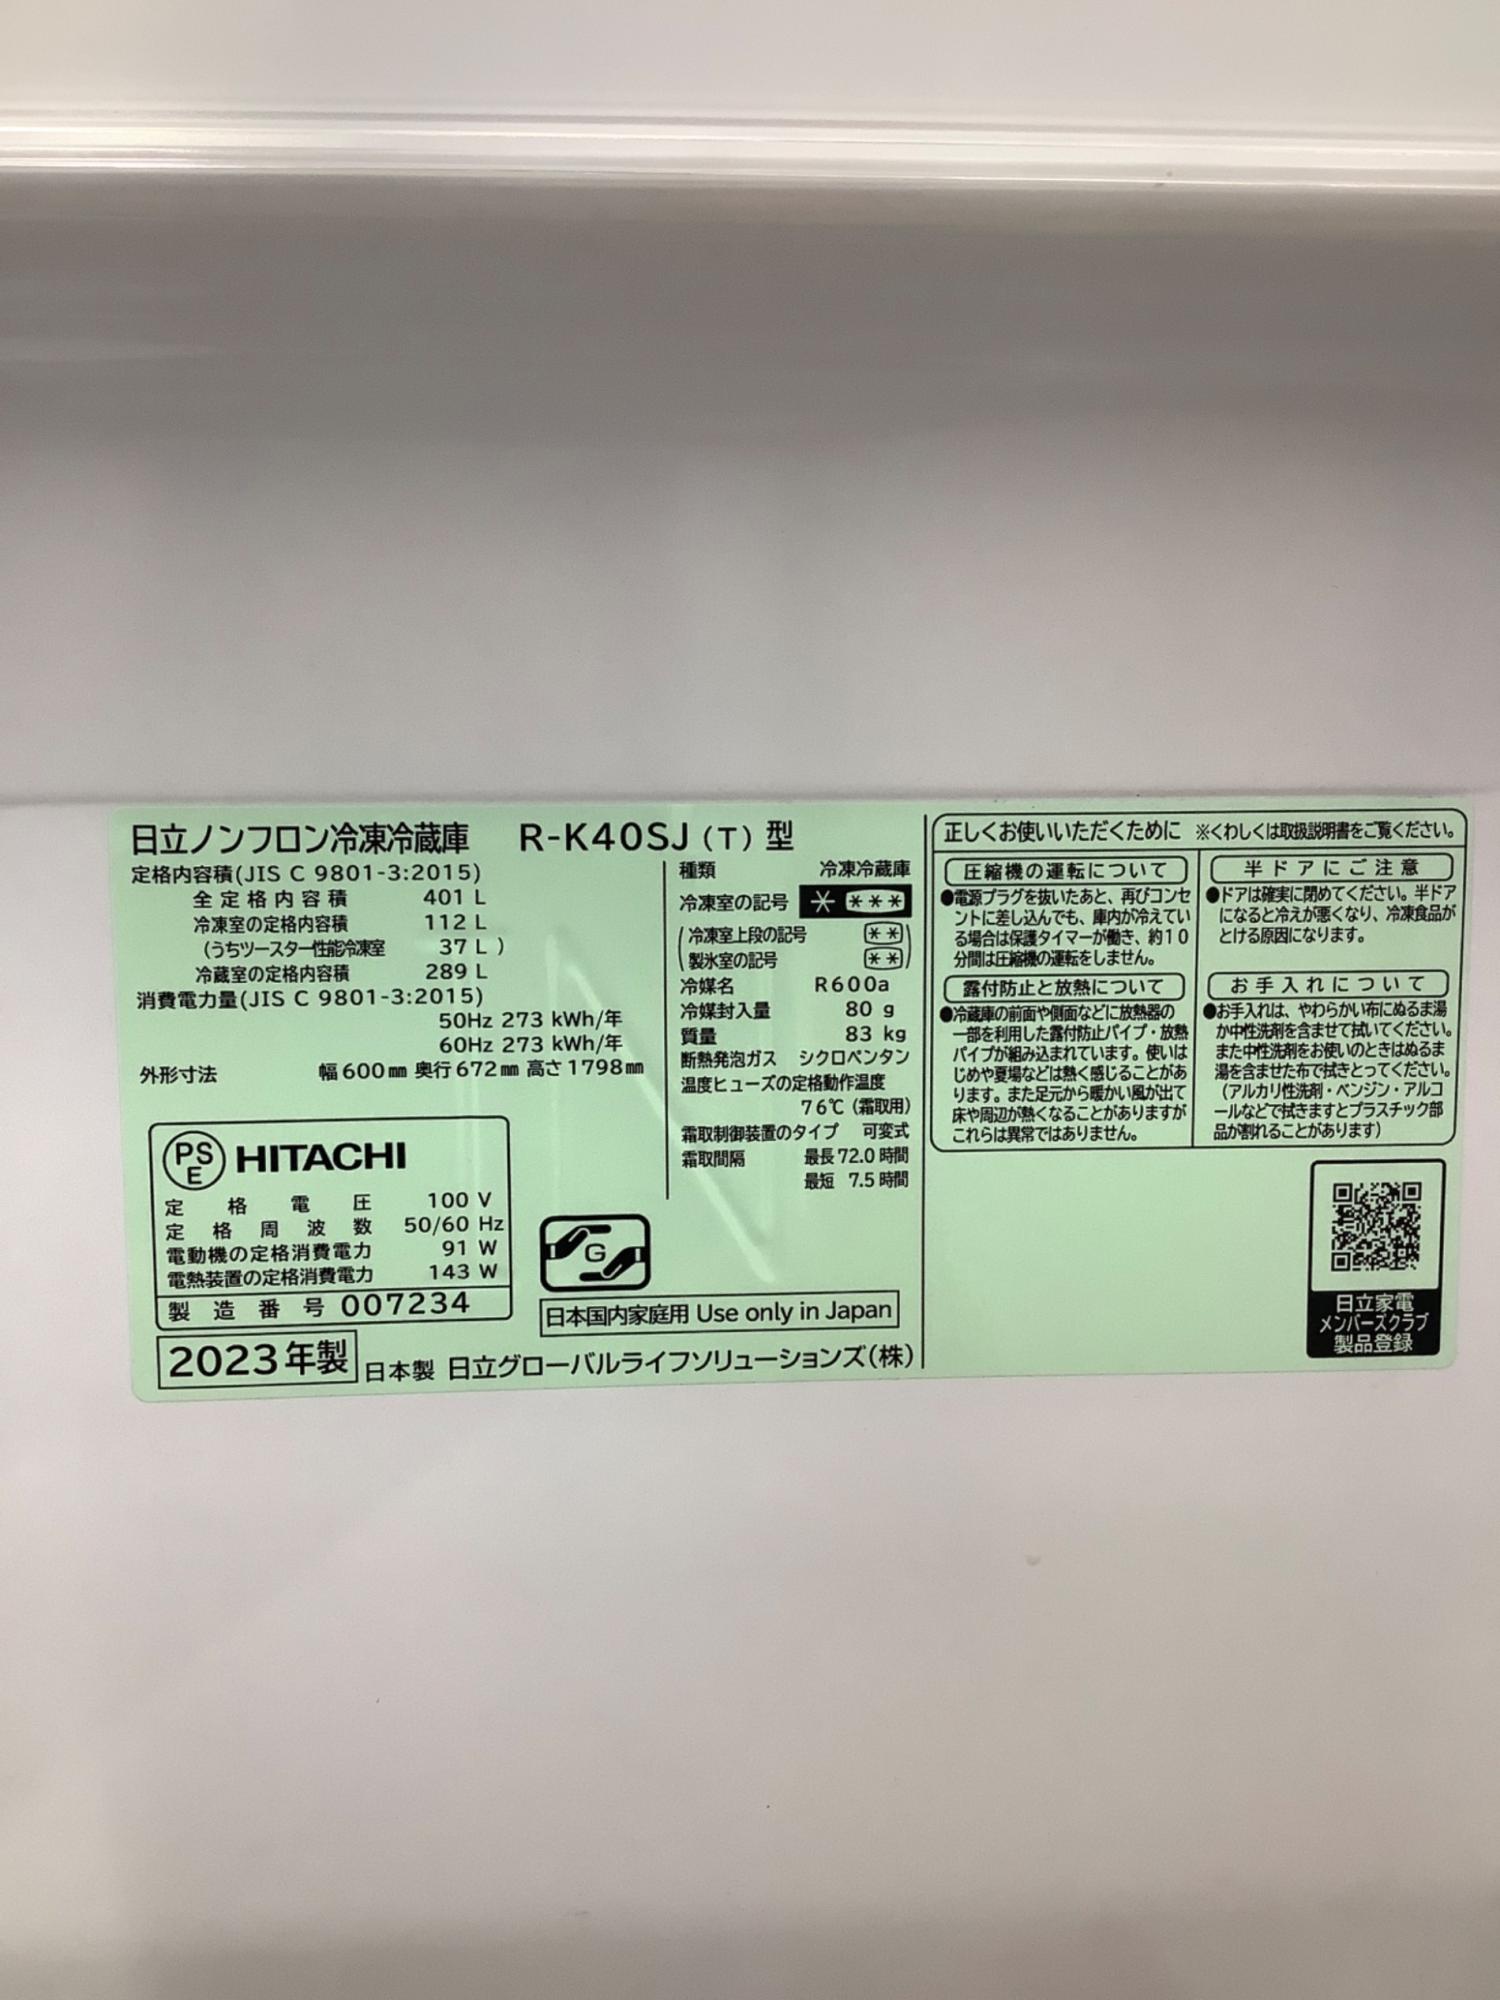 日立ノンフロン冷凍冷蔵庫 R-K40SJ (T) 型
定格内容積(JIS C 9801-3:2015)
全定格内容積 401 L
冷凍室の定格内容積 112 L
(うちツースター性能冷凍室 37 L )
冷蔵室の定格内容積 289 L
消費電力量(JIS C 9801-3:2015)
50Hz 273 kWh/年
60Hz 273 kWh/年
外形寸法 幅600㎜ 奥行672㎜ 高さ1798㎜
PSE HITACHI
定格電圧 100 V
定格周波数 50/60 Hz
電動機の定格消費電力 91 W
電熱装置の定格消費電力 143 W
製造番号 007234
2023年製 日本製 日立グローバルライフソリューションズ(株)
種類 冷凍冷蔵庫
冷凍室の記号 * ***
(冷凍室上段の記号 **
製氷室の記号 **)
冷媒名 R600a
冷媒封入量 80 g
質量 83 kg
断熱発泡ガス シクロペンタン
温度ヒューズの定格動作温度
76℃ (霜取用)
霜取制御装置のタイプ 可変式
霜取間隔 最長 72.0 時間
最短 7.5 時間
G
日本国内家庭用 Use only in Japan
正しくお使いいただくために ※くわしくは取扱説明書をご覧ください。
圧縮機の運転について
●電源プラグを抜いたあと、再びコンセ
ントに差し込んでも、庫内が冷えてい
る場合は保護タイマーが働き、約10
分間は圧縮機の運転をしません。
露付防止と放熱について
●冷蔵庫の前面や側面などに放熱器の
一部を利用した露付防止パイプ・放熱
パイプが組み込まれています。使いは
じめや夏場などは熱く感じることがあ
ります。また足元から暖かい風が出て
床や周辺が熱くなることがありますが
これらは異常ではありません。
半ドアにご注意
●ドアは確実に閉めてください。半ドア
になると冷えが悪くなり、冷凍食品が
とける原因になります。
お手入れについて
●お手入れは、やわらかい布にぬるま湯
か中性洗剤を含ませて拭いてください。
また中性洗剤をお使いのときはぬるま
湯を含ませた布で拭きとってください。
(アルカリ性洗剤・ベンジン・アルコ
ールなどで拭きますとプラスチック部
品が割れることがあります)
日立家電
メンバーズクラブ
製品登録